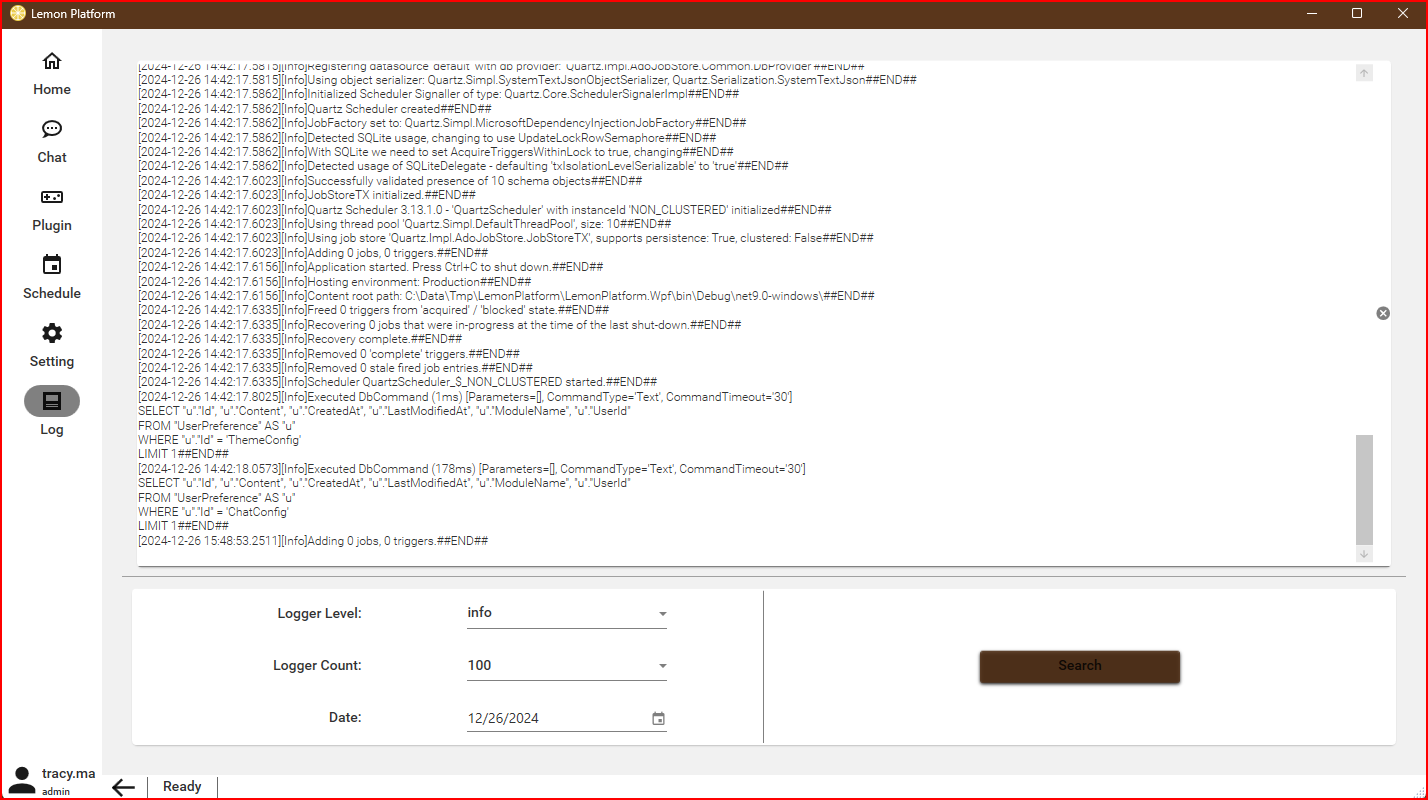 Lemon Platform
Home
Chat
Plugin
Schedule
Setting
Log
[2024-12-26 14:42:17.5815][Info]Registering datasource 'default' with db provider: 'Quartz.Impl.AdoJobStore.Common.DbProvider'##END##
[2024-12-26 14:42:17.5815][Info]Using object serializer: Quartz.Simpl.SystemTextJsonObjectSerializer, Quartz.Serialization.SystemTextJson##END##
[2024-12-26 14:42:17.5862][Info]Initialized Scheduler Signaller of type: Quartz.Core.SchedulerSignalerImpl##END##
[2024-12-26 14:42:17.5862][Info]Quartz Scheduler created##END##
[2024-12-26 14:42:17.5862][Info]JobFactory set to: Quartz.Simpl.MicrosoftDependencyInjectionJobFactory##END##
[2024-12-26 14:42:17.5862][Info]Detected SQLite usage, changing to use UpdateLockRowSemaphore##END##
[2024-12-26 14:42:17.5862][Info]With SQLite we need to set AcquireTriggersWithinLock to true, changing##END##
[2024-12-26 14:42:17.5862][Info]Detected usage of SQLiteDelegate - defaulting 'txIsolationLevelSerializable' to 'true'##END##
[2024-12-26 14:42:17.6023][Info]Successfully validated presence of 10 schema objects##END##
[2024-12-26 14:42:17.6023][Info]JobStoreTX initialized.##END##
[2024-12-26 14:42:17.6023][Info]Quartz Scheduler 3.13.1.0 - 'QuartzScheduler' with instanceId 'NON_CLUSTERED' initialized##END##
[2024-12-26 14:42:17.6023][Info]Using thread pool 'Quartz.Simpl.DefaultThreadPool', size: 10##END##
[2024-12-26 14:42:17.6023][Info]Using job store 'Quartz.Impl.AdoJobStore.JobStoreTX', supports persistence: True, clustered: False##END##
[2024-12-26 14:42:17.6023][Info]Adding 0 jobs, 0 triggers.##END##
[2024-12-26 14:42:17.6156][Info]Application started. Press Ctrl+C to shut down.##END##
[2024-12-26 14:42:17.6156][Info]Hosting environment: Production##END##
[2024-12-26 14:42:17.6156][Info]Content root path: C:\Data\Tmp\LemonPlatform\LemonPlatform.Wpf\bin\Debug\net9.0-windows\##END##
[2024-12-26 14:42:17.6335][Info]Freed 0 triggers from 'acquired' / 'blocked' state.##END##
[2024-12-26 14:42:17.6335][Info]Recovering 0 jobs that were in-progress at the time of the last shut-down.##END##
[2024-12-26 14:42:17.6335][Info]Recovery complete.##END##
[2024-12-26 14:42:17.6335][Info]Removed 0 'complete' triggers.##END##
[2024-12-26 14:42:17.6335][Info]Removed 0 stale fired job entries.##END##
[2024-12-26 14:42:17.6335][Info]Scheduler QuartzScheduler_$_NON_CLUSTERED started.##END##
[2024-12-26 14:42:17.8025][Info]Executed DbCommand (1ms) [Parameters=[], CommandType='Text', CommandTimeout='30']
SELECT "u"."Id", "u"."Content", "u"."CreatedAt", "u"."LastModifiedAt", "u"."ModuleName", "u"."UserId"
FROM "UserPreference" AS "u"
WHERE "u"."Id" = 'ThemeConfig'
LIMIT 1##END##
[2024-12-26 14:42:18.0573][Info]Executed DbCommand (178ms) [Parameters=[], CommandType='Text', CommandTimeout='30']
SELECT "u"."Id", "u"."Content", "u"."CreatedAt", "u"."LastModifiedAt", "u"."ModuleName", "u"."UserId"
FROM "UserPreference" AS "u"
WHERE "u"."Id" = 'ChatConfig'
LIMIT 1##END##
[2024-12-26 15:48:53.2511][Info]Adding 0 jobs, 0 triggers.##END##
Logger Level: info
Logger Count: 100
Date: 12/26/2024
Search
tracy.ma
admin
Ready